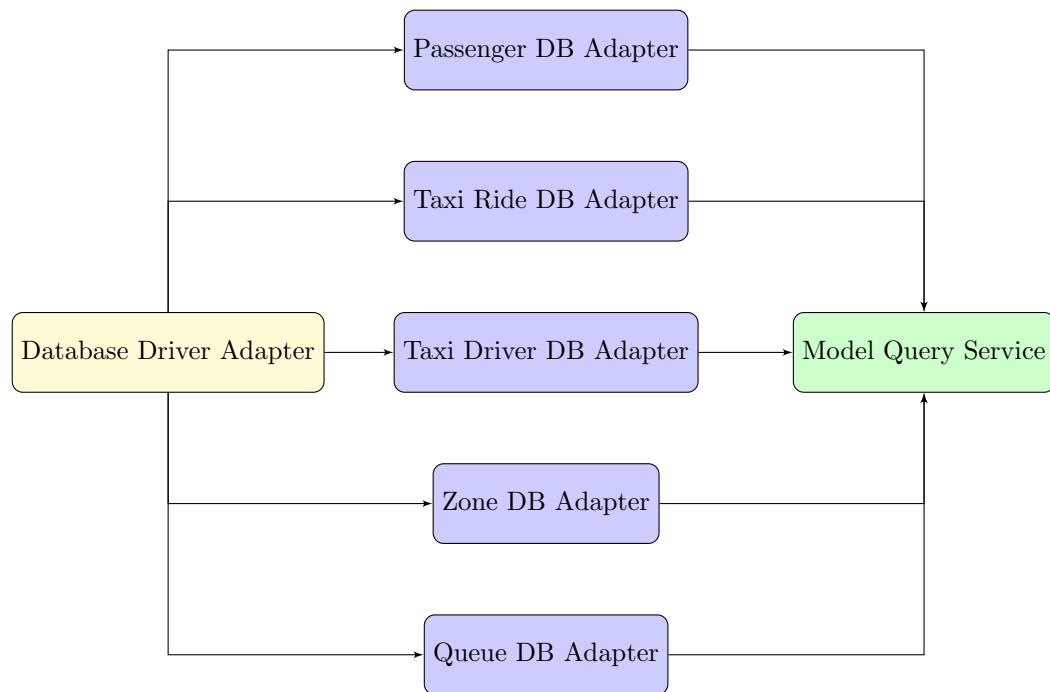 Passenger DB Adapter
Taxi Ride DB Adapter
Database Driver Adapter
Taxi Driver DB Adapter
Model Query Service
Zone DB Adapter
Queue DB Adapter